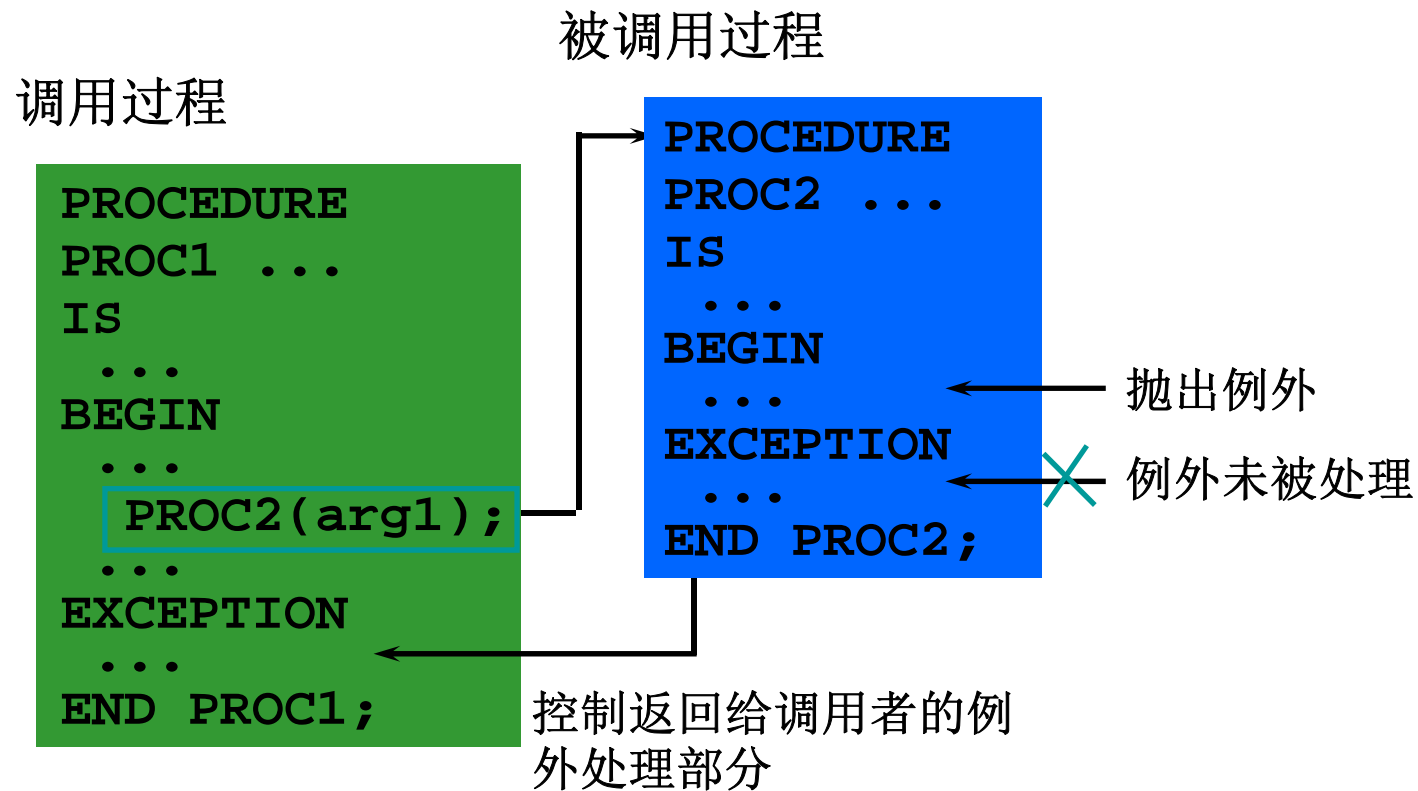 被调用过程
调用过程
PROCEDURE
PROC1 ...
IS
...
BEGIN
...
PROC2(arg1);
...
EXCEPTION
...
END PROC1;
PROCEDURE
PROC2 ...
IS
...
BEGIN
...
EXCEPTION
...
END PROC2;
抛出例外
例外未被处理
控制返回给调用者的例
外处理部分